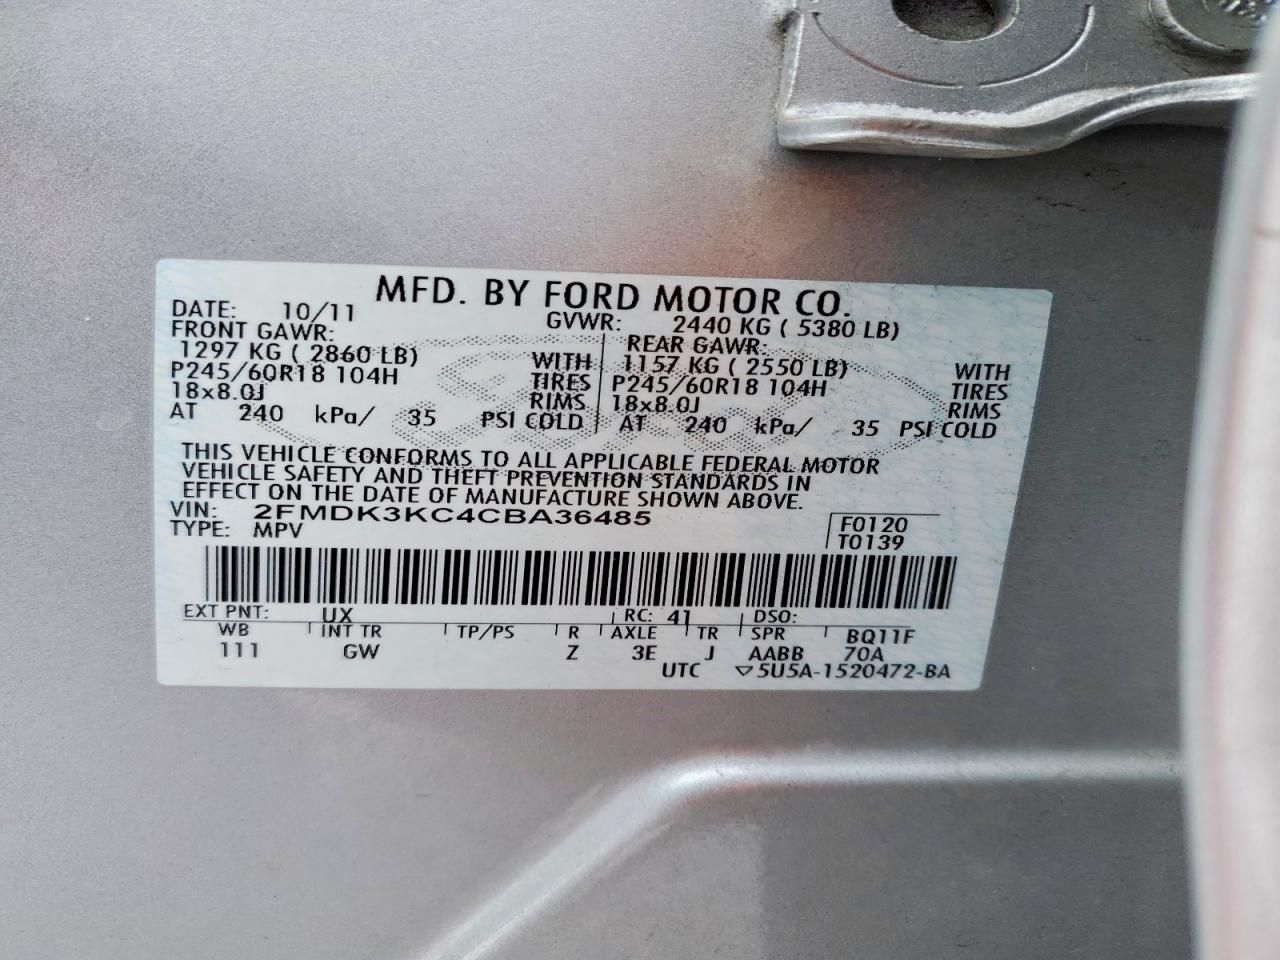 MFD. BY FORD MOTOR CO.
DATE: 10/11 GVWR: 2440 KG ( 5380 LB)
FRONT GAWR: REAR GAWR:
1297 KG ( 2860 LB) WITH 1157 KG ( 2550 LB) WITH
P245/60R18 104H TIRES P245/60R18 104H TIRES
18x8.0J RIMS 18x8.0J RIMS
AT 240 kPa/ 35 PSI COLD AT 240 kPa/ 35 PSI COLD
THIS VEHICLE CONFORMS TO ALL APPLICABLE FEDERAL MOTOR
VEHICLE SAFETY AND THEFT PREVENTION STANDARDS IN
EFFECT ON THE DATE OF MANUFACTURE SHOWN ABOVE.
VIN: 2FMDK3KC4CBA36485 F0120
TYPE: MPV T0139
EXT PNT: UX RC: 41 DSO:
WB INT TR TP/PS R AXLE TR SPR BQ11F
111 GW Z 3E J AABB 70A
UTC ▽5U5A-1520472-BA